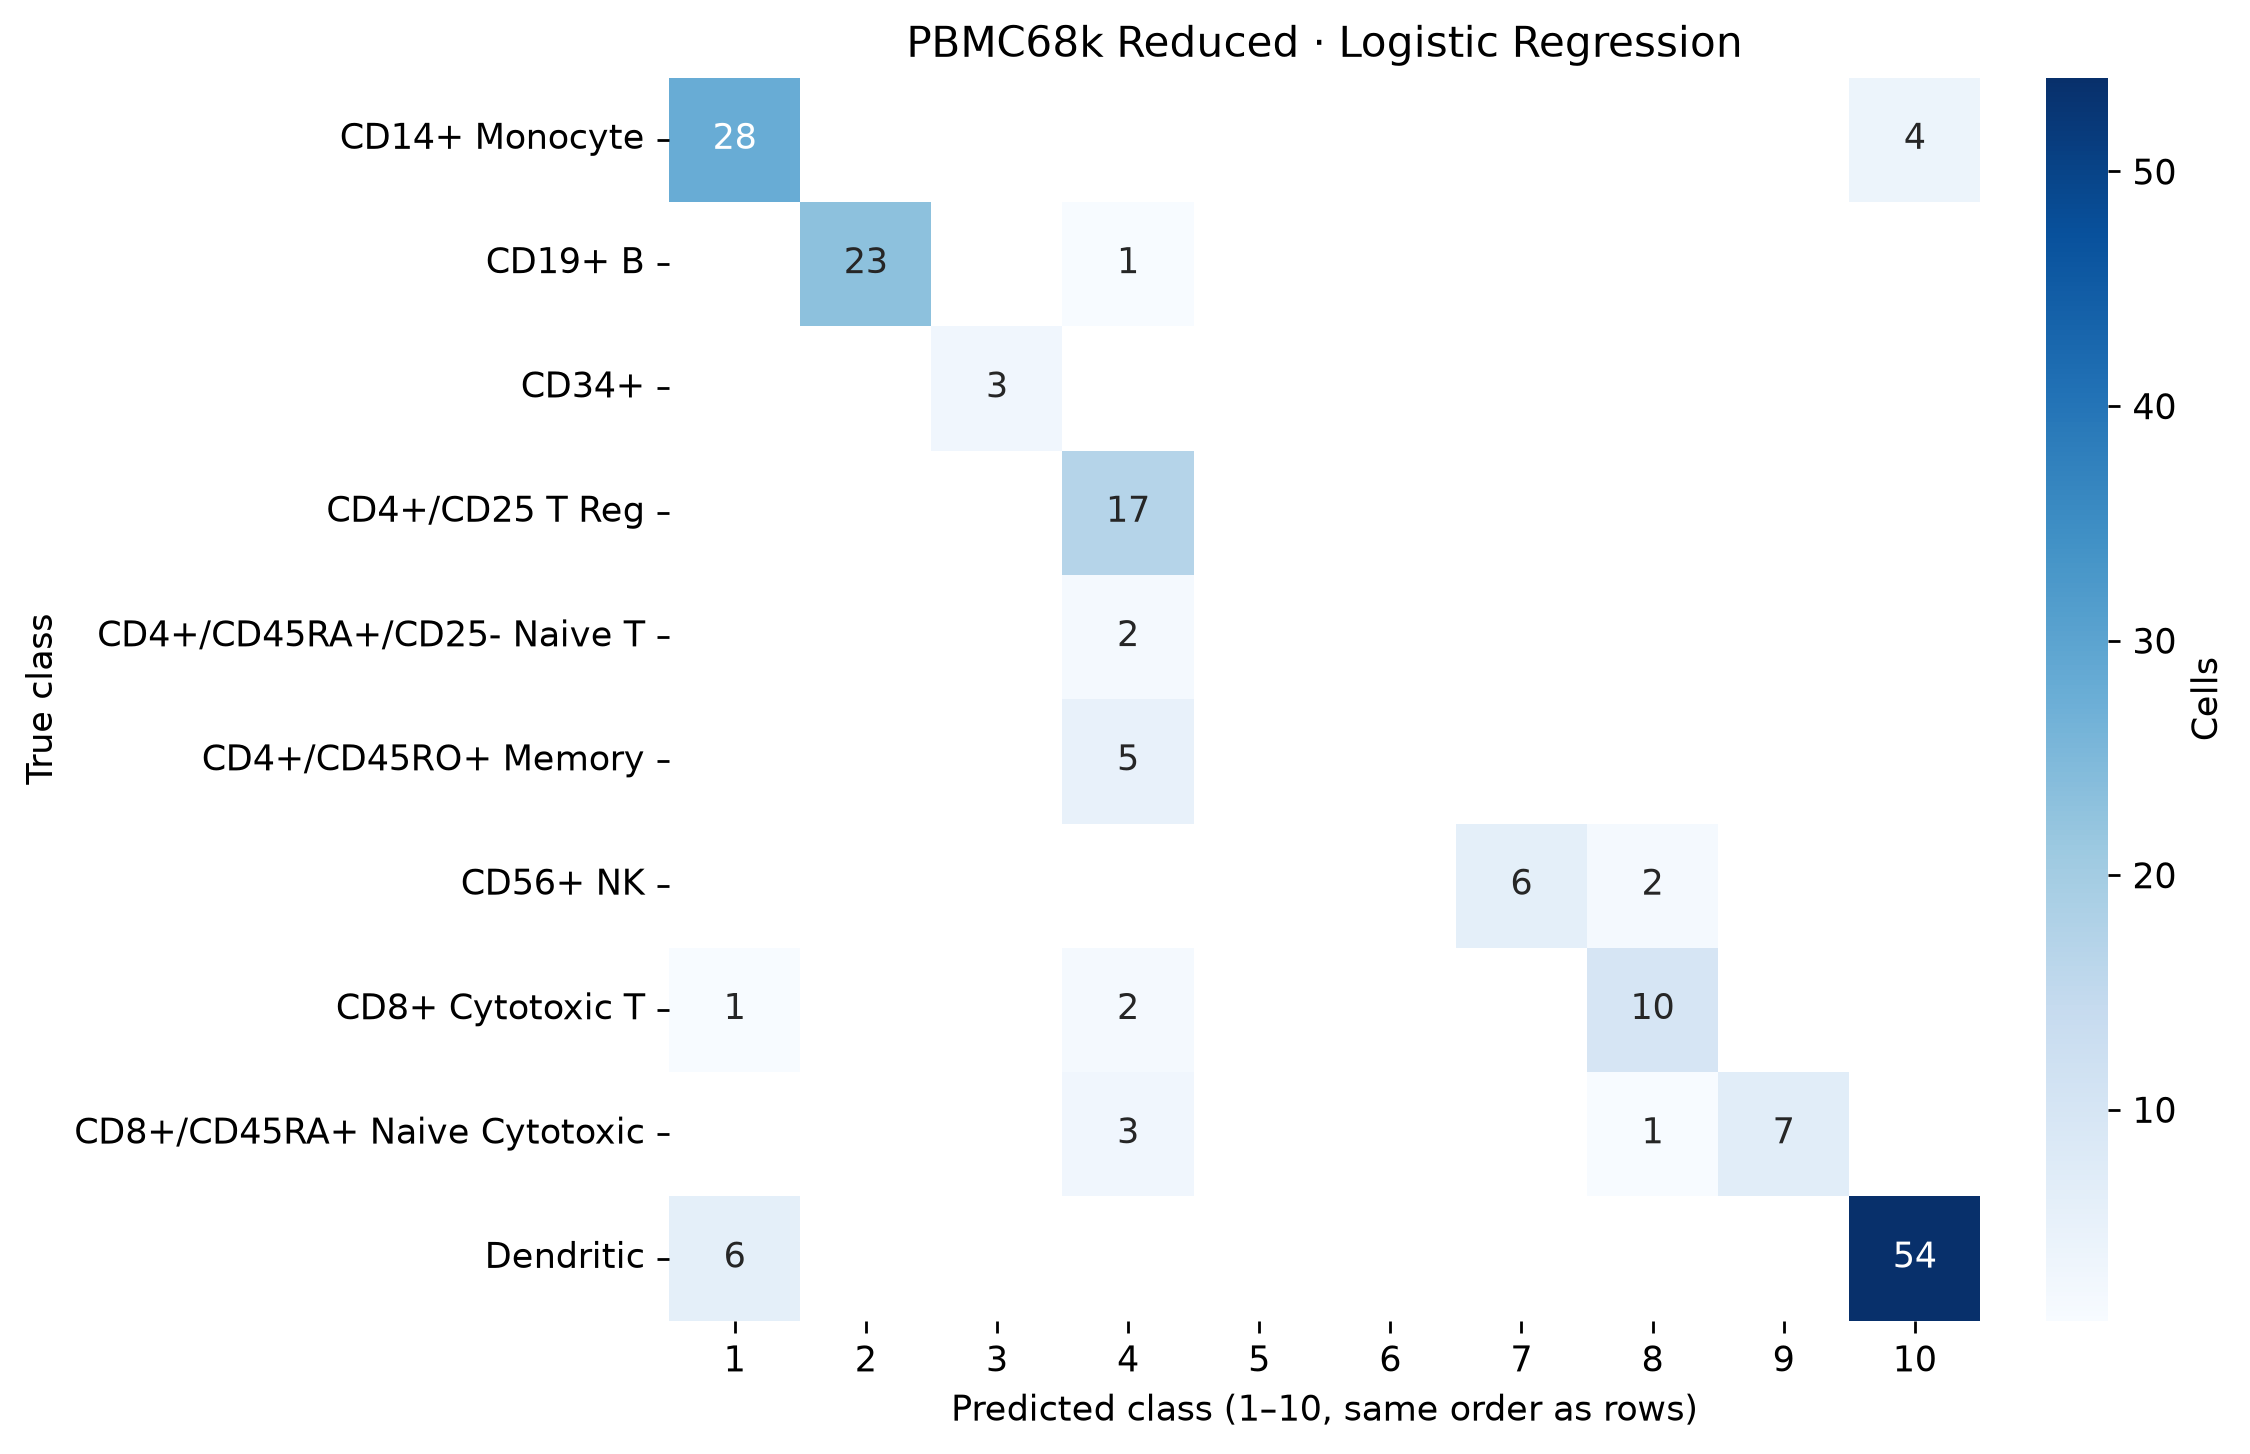 PBMC68k Reduced · Logistic Regression
True class
CD14+ Monocyte 28 4
CD19+ B 23 1
CD34+ 3
CD4+/CD25 T Reg 17
CD4+/CD45RA+/CD25- Naive T 2
CD4+/CD45RO+ Memory 5
CD56+ NK 6 2
CD8+ Cytotoxic T 1 2 10
CD8+/CD45RA+ Naive Cytotoxic 3 1 7
Dendritic 6 54
1 2 3 4 5 6 7 8 9 10
Predicted class (1–10, same order as rows)
50
40
30
20
10
Cells